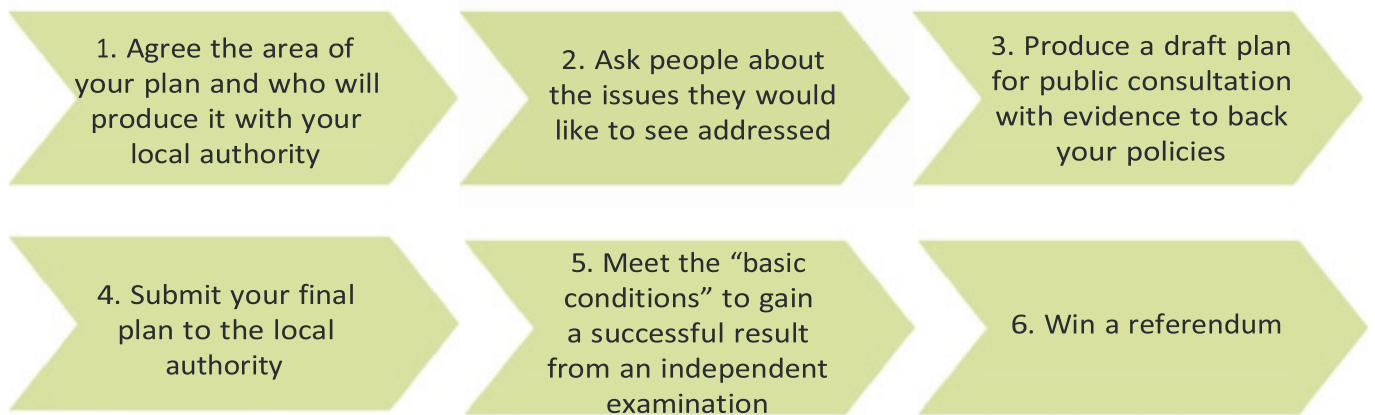 1. Agree the area of
your plan and who will
produce it with your
local authority
2. Ask people about
the issues they would
like to see addressed
3. Produce a draft plan
for public consultation
with evidence to back
your policies
4. Submit your final
plan to the local
authority
5. Meet the “basic
conditions” to gain
a successful result
from an independent
examination
6. Win a referendum